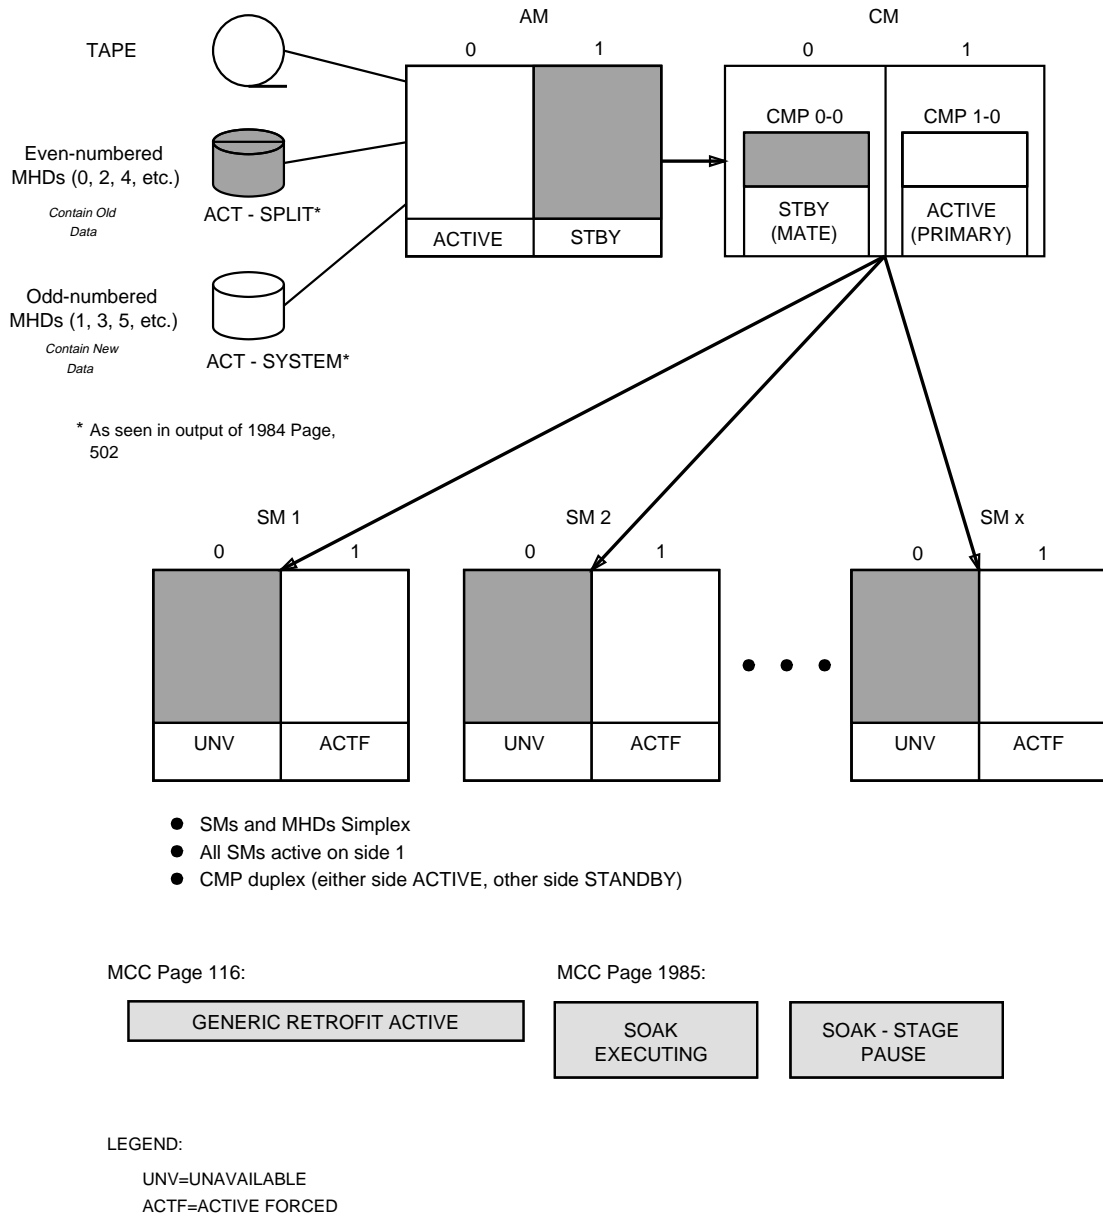 AM
CM
TAPE
0
1
0
1
CMP 0-0
CMP 1-0
Even-numbered
MHDs (0, 2, 4, etc.)
Contain Old
Data
ACT - SPLIT*
ACTIVE
STBY
STBY
(MATE)
ACTIVE
(PRIMARY)
Odd-numbered
MHDs (1, 3, 5, etc.)
Contain New
Data
ACT - SYSTEM*
* As seen in output of 1984 Page,
502
SM 1
SM 2
SM x
0
1
0
1
0
1
UNV
ACTF
UNV
ACTF
UNV
ACTF
● SMs and MHDs Simplex
● All SMs active on side 1
● CMP duplex (either side ACTIVE, other side STANDBY)
MCC Page 116:
MCC Page 1985:
GENERIC RETROFIT ACTIVE
SOAK
EXECUTING
SOAK - STAGE
PAUSE
LEGEND:
UNV=UNAVAILABLE
ACTF=ACTIVE FORCED